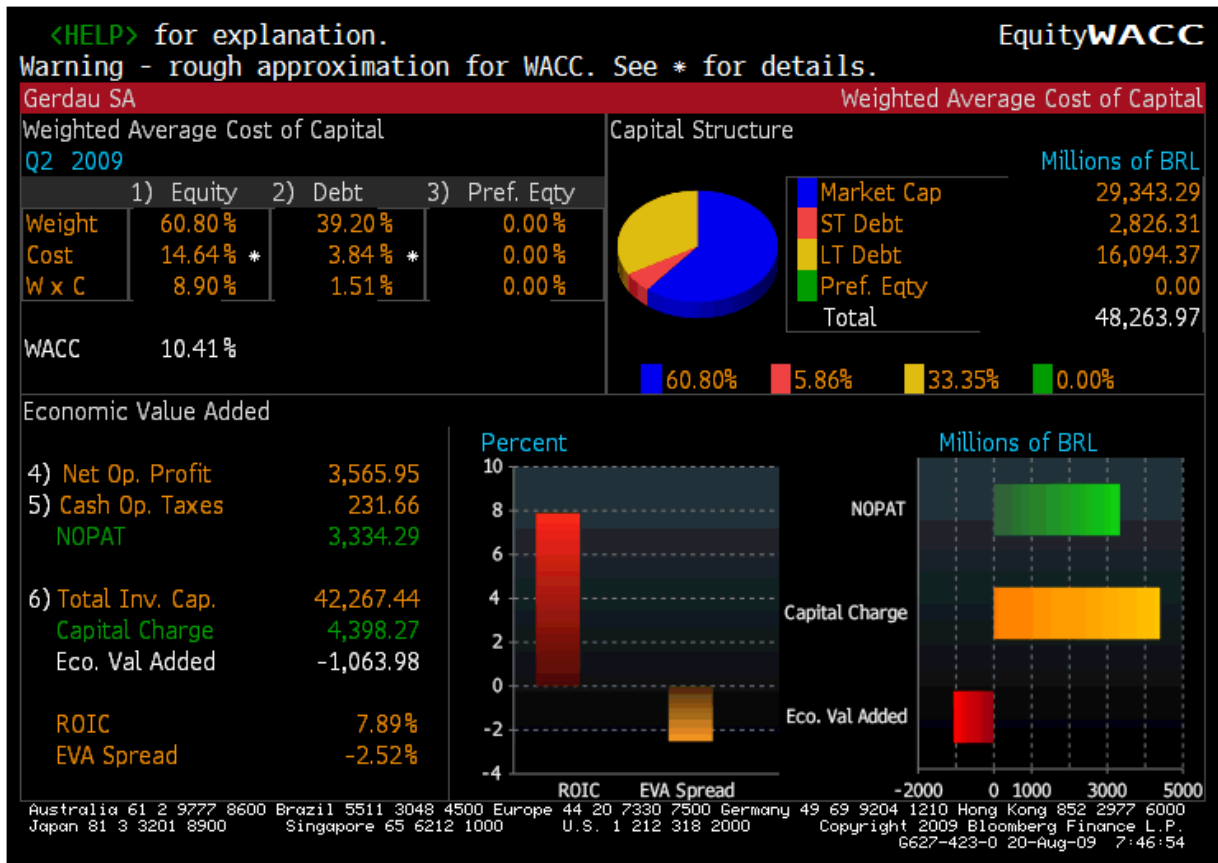 <HELP> for explanation. EquityWACC
Warning - rough approximation for WACC. See * for details.
Gerdau SA Weighted Average Cost of Capital
Weighted Average Cost of Capital
Q2 2009
1) Equity 2) Debt 3) Pref. Eqty
Weight 60.80% 39.20% 0.00%
Cost 14.64% * 3.84% * 0.00%
W x C 8.90% 1.51% 0.00%
WACC 10.41%
Capital Structure
Millions of BRL
Market Cap 29,343.29
ST Debt 2,826.31
LT Debt 16,094.37
Pref. Eqty 0.00
Total 48,263.97
60.80% 5.86% 33.35% 0.00%
Economic Value Added
4) Net Op. Profit 3,565.95
5) Cash Op. Taxes 231.66
NOPAT 3,334.29
6) Total Inv. Cap. 42,267.44
Capital Charge 4,398.27
Eco. Val Added -1,063.98
ROIC 7.89%
EVA Spread -2.52%
Percent
10
8
6
4
2
0
-2
-4
ROIC EVA Spread
Millions of BRL
NOPAT
Capital Charge
Eco. Val Added
-2000 0 1000 3000 5000
Australia 61 2 9777 8600 Brazil 5511 3048 4500 Europe 44 20 7330 7500 Germany 49 69 9204 1210 Hong Kong 852 2977 6000
Japan 81 3 3201 8900 Singapore 65 6212 1000 U.S. 1 212 318 2000 Copyright 2009 Bloomberg Finance L.P.
G627-423-0 20-Aug-09 7:46:54